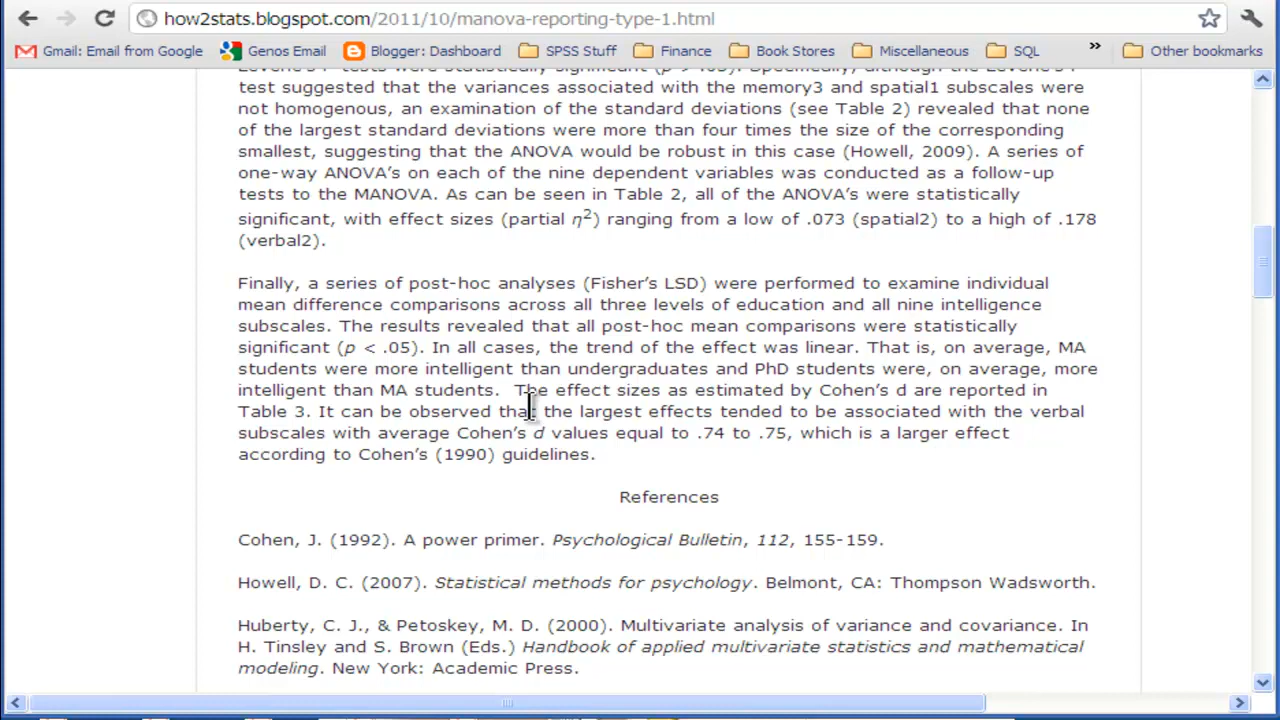 how2stats.blogspot.com/2011/10/manova-reporting-type-1.html
Gmail: Email from Google Genos Email Blogger: Dashboard SPSS Stuff Finance Book Stores Miscellaneous SQL » Other bookmarks
Levene's F tests were statistically significant (p > .05). Specifically, although the Levene's F
test suggested that the variances associated with the memory3 and spatial1 subscales were
not homogenous, an examination of the standard deviations (see Table 2) revealed that none
of the largest standard deviations were more than four times the size of the corresponding
smallest, suggesting that the ANOVA would be robust in this case (Howell, 2009). A series of
one-way ANOVA's on each of the nine dependent variables was conducted as a follow-up
tests to the MANOVA. As can be seen in Table 2, all of the ANOVA's were statistically
significant, with effect sizes (partial η2) ranging from a low of .073 (spatial2) to a high of .178
(verbal2).
Finally, a series of post-hoc analyses (Fisher's LSD) were performed to examine individual
mean difference comparisons across all three levels of education and all nine intelligence
subscales. The results revealed that all post-hoc mean comparisons were statistically
significant (p < .05). In all cases, the trend of the effect was linear. That is, on average, MA
students were more intelligent than undergraduates and PhD students were, on average, more
intelligent than MA students. The effect sizes as estimated by Cohen's d are reported in
Table 3. It can be observed that the largest effects tended to be associated with the verbal
subscales with average Cohen's d values equal to .74 to .75, which is a larger effect
according to Cohen's (1990) guidelines.
References
Cohen, J. (1992). A power primer. Psychological Bulletin, 112, 155-159.
Howell, D. C. (2007). Statistical methods for psychology. Belmont, CA: Thompson Wadsworth.
Huberty, C. J., & Petoskey, M. D. (2000). Multivariate analysis of variance and covariance. In
H. Tinsley and S. Brown (Eds.) Handbook of applied multivariate statistics and mathematical
modeling. New York: Academic Press.